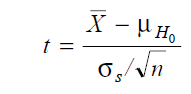 t = (X̄ − μ_H₀) / (σ_s/√n)